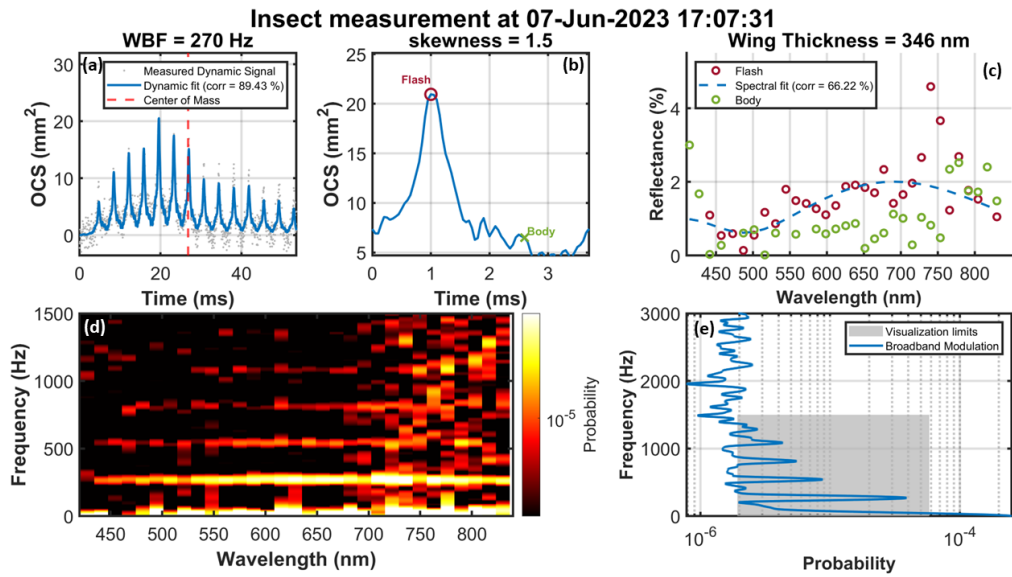 Insect measurement at 07-Jun-2023 17:07:31
WBF = 270 Hz
(a)
Measured Dynamic Signal
Dynamic fit (corr = 89.43 %)
Center of Mass
OCS (mm²)
30
20
10
0
0
20
40
Time (ms)
skewness = 1.5
(b)
Flash
Body
OCS (mm²)
25
20
15
10
5
0
1
2
3
Time (ms)
Wing Thickness = 346 nm
(c)
Flash
Spectral fit (corr = 66.22 %)
Body
Reflectance (%)
4
2
0
450
500
550
600
650
700
750
800
Wavelength (nm)
(d)
Frequency (Hz)
1500
1000
500
0
450
500
550
600
650
700
750
800
Wavelength (nm)
10⁻⁵
Probability
(e)
Visualization limits
Broadband Modulation
Frequency (Hz)
3000
2000
1000
0
10⁻⁶
10⁻⁴
Probability